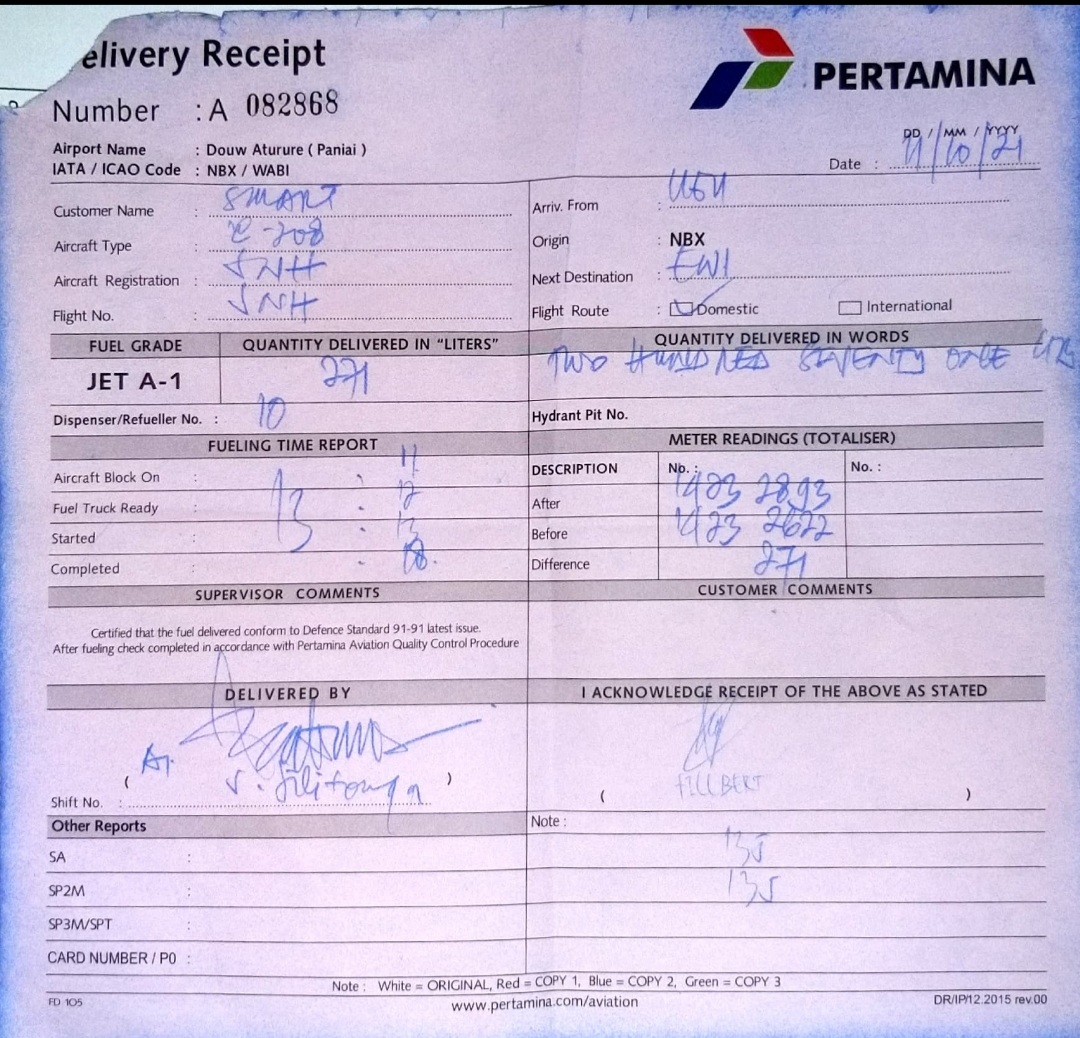 elivery Receipt
PERTAMINA
Number : A 082868
Airport Name : Douw Aturure ( Paniai )
IATA / ICAO Code : NBX / WABI
DD / MM / YYYY
Date : 11/10/21
Customer Name : SMART
Aircraft Type : C-208
Aircraft Registration : SNH
Flight No. : SNH
Arriv. From :
Origin : NBX
Next Destination : EWI
Flight Route : Domestic International
FUEL GRADE QUANTITY DELIVERED IN "LITERS" QUANTITY DELIVERED IN WORDS
JET A-1 271 TWO HUNDRED SEVENTY ONE LTR
Dispenser/Refueller No. : 10 Hydrant Pit No.
FUELING TIME REPORT METER READINGS (TOTALISER)
Aircraft Block On : 13 : 11
Fuel Truck Ready : : 12
Started : : 13
Completed : : 18.
DESCRIPTION No. : No. :
After 1423 2893
Before 1423 2622
Difference 271
SUPERVISOR COMMENTS CUSTOMER COMMENTS
Certified that the fuel delivered conform to Defence Standard 91-91 latest issue.
After fueling check completed in accordance with Pertamina Aviation Quality Control Procedure
DELIVERED BY I ACKNOWLEDGE RECEIPT OF THE ABOVE AS STATED
( )
( FILLBERT )
Shift No. :
Other Reports Note :
SA : 135
SP2M : 135
SP3M/SPT :
CARD NUMBER / PO :
Note : White = ORIGINAL, Red = COPY 1, Blue = COPY 2, Green = COPY 3
FD 105 www.pertamina.com/aviation DR/IP/12.2015 rev.00